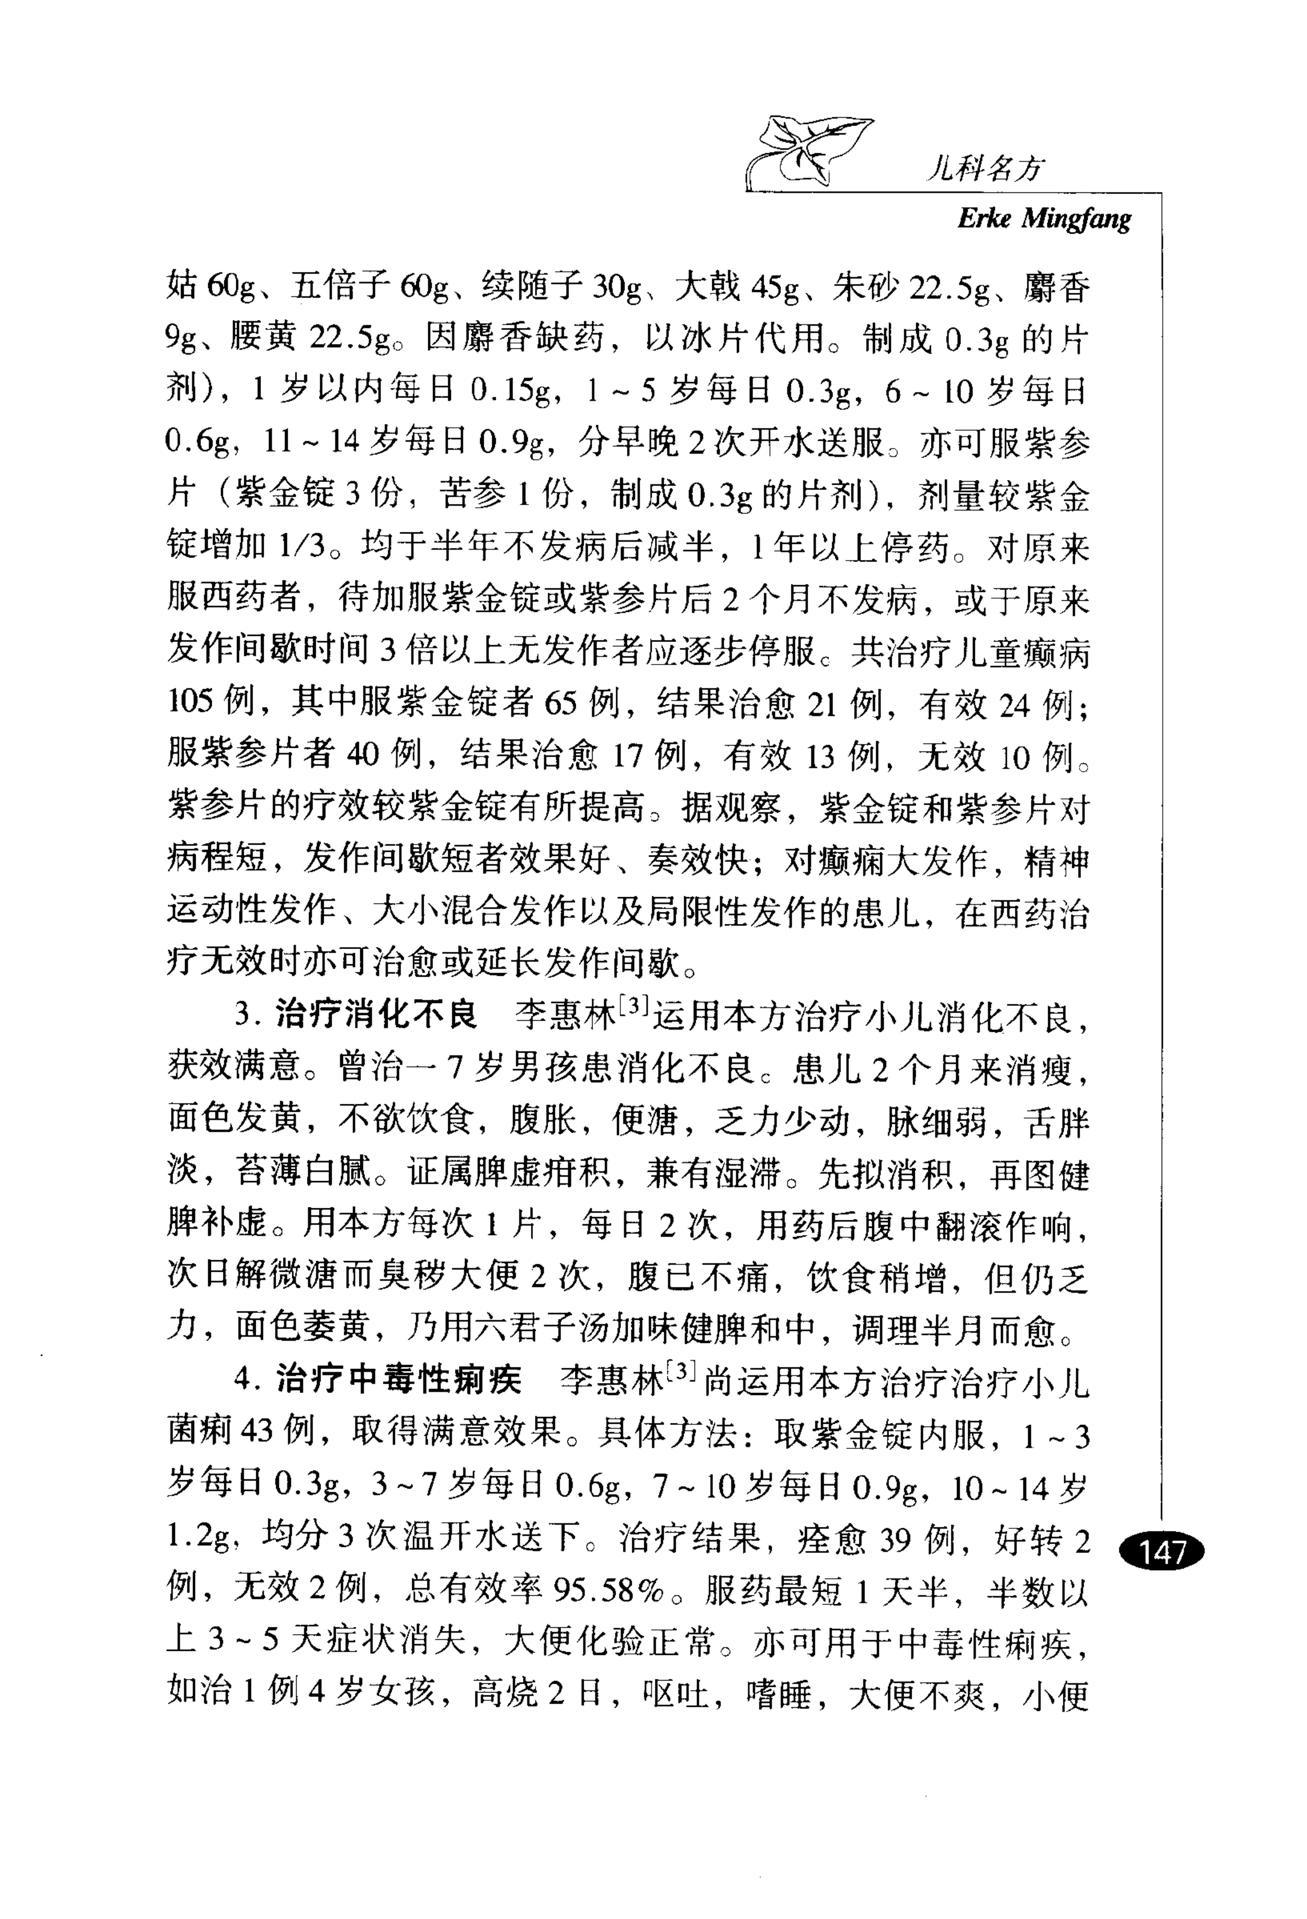 儿科名方
Erke Mingfang
姑 60g、五倍子 60g、续随子 30g、大戟 45g、朱砂 22.5g、麝香
9g、腰黄 22.5g。因麝香缺药，以冰片代用。制成 0.3g 的片
剂），1 岁以内每日 0.15g，1～5 岁每日 0.3g，6～10 岁每日
0.6g，11～14 岁每日 0.9g，分早晚 2 次开水送服。亦可服紫参
片（紫金锭 3 份，苦参 1 份，制成 0.3g 的片剂），剂量较紫金
锭增加 1/3。均于半年不发病后减半，1 年以上停药。对原来
服西药者，待加服紫金锭或紫参片后 2 个月不发病，或于原来
发作间歇时间 3 倍以上无发作者应逐步停服。共治疗儿童癫病
105 例，其中服紫金锭者 65 例，结果治愈 21 例，有效 24 例；
服紫参片者 40 例，结果治愈 17 例，有效 13 例，无效 10 例。
紫参片的疗效较紫金锭有所提高。据观察，紫金锭和紫参片对
病程短，发作间歇短者效果好、奏效快；对癫痫大发作，精神
运动性发作、大小混合发作以及局限性发作的患儿，在西药治
疗无效时亦可治愈或延长发作间歇。
3. 治疗消化不良　李惠林[3]运用本方治疗小儿消化不良，
获效满意。曾治一 7 岁男孩患消化不良。患儿 2 个月来消瘦，
面色发黄，不欲饮食，腹胀，便溏，乏力少动，脉细弱，舌胖
淡，苔薄白腻。证属脾虚疳积，兼有湿滞。先拟消积，再图健
脾补虚。用本方每次 1 片，每日 2 次，用药后腹中翻滚作响，
次日解微溏而臭秽大便 2 次，腹已不痛，饮食稍增，但仍乏
力，面色萎黄，乃用六君子汤加味健脾和中，调理半月而愈。
4. 治疗中毒性痢疾　李惠林[3]尚运用本方治疗治疗小儿
菌痢 43 例，取得满意效果。具体方法：取紫金锭内服，1～3
岁每日 0.3g，3～7 岁每日 0.6g，7～10 岁每日 0.9g，10～14 岁
1.2g，均分 3 次温开水送下。治疗结果，痊愈 39 例，好转 2
例，无效 2 例，总有效率 95.58%。服药最短 1 天半，半数以
上 3～5 天症状消失，大便化验正常。亦可用于中毒性痢疾，
如治 1 例 4 岁女孩，高烧 2 日，呕吐，嗜睡，大便不爽，小便
147